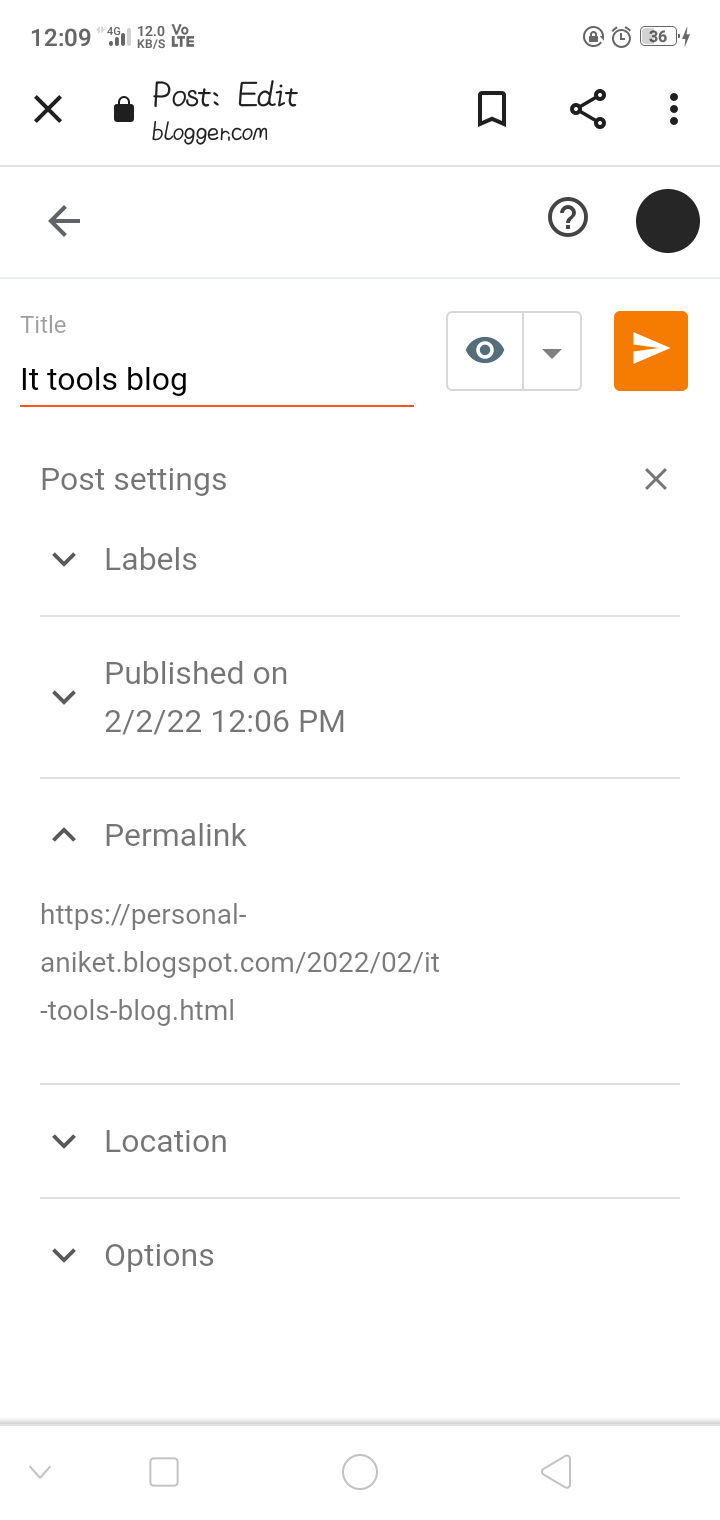 12:09 4G 12.0 KB/S Vo LTE 36
Post: Edit
blogger.com
Title
It tools blog
Post settings
Labels
Published on
2/2/22 12:06 PM
Permalink
https://personal-
aniket.blogspot.com/2022/02/it
-tools-blog.html
Location
Options